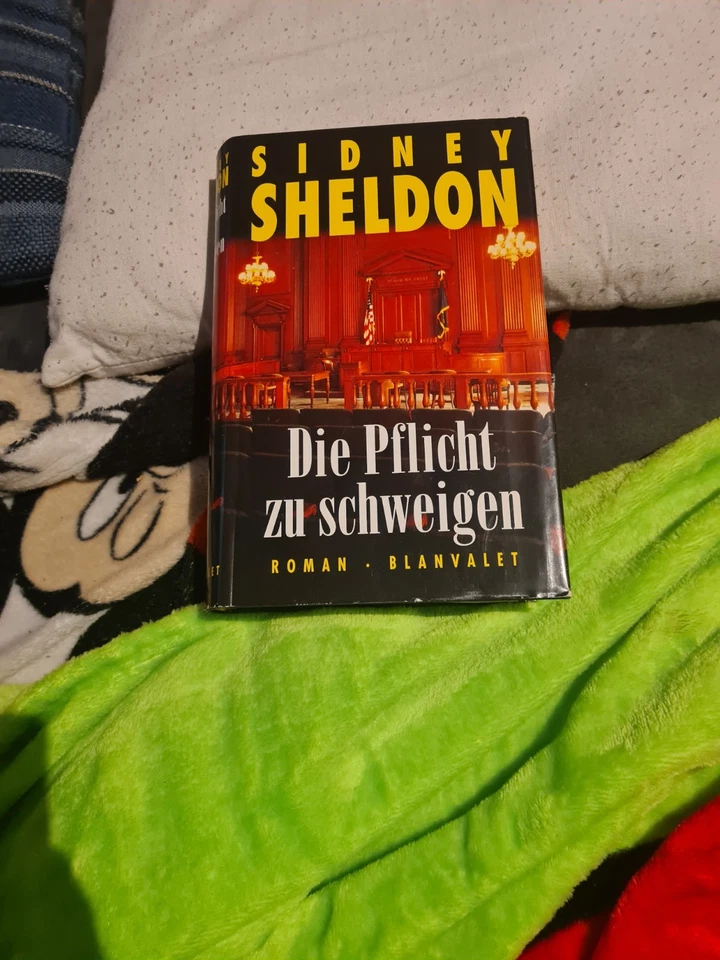 SIDNEY
SHELDON
Die Pflicht
zu schweigen
ROMAN · BLANVALET